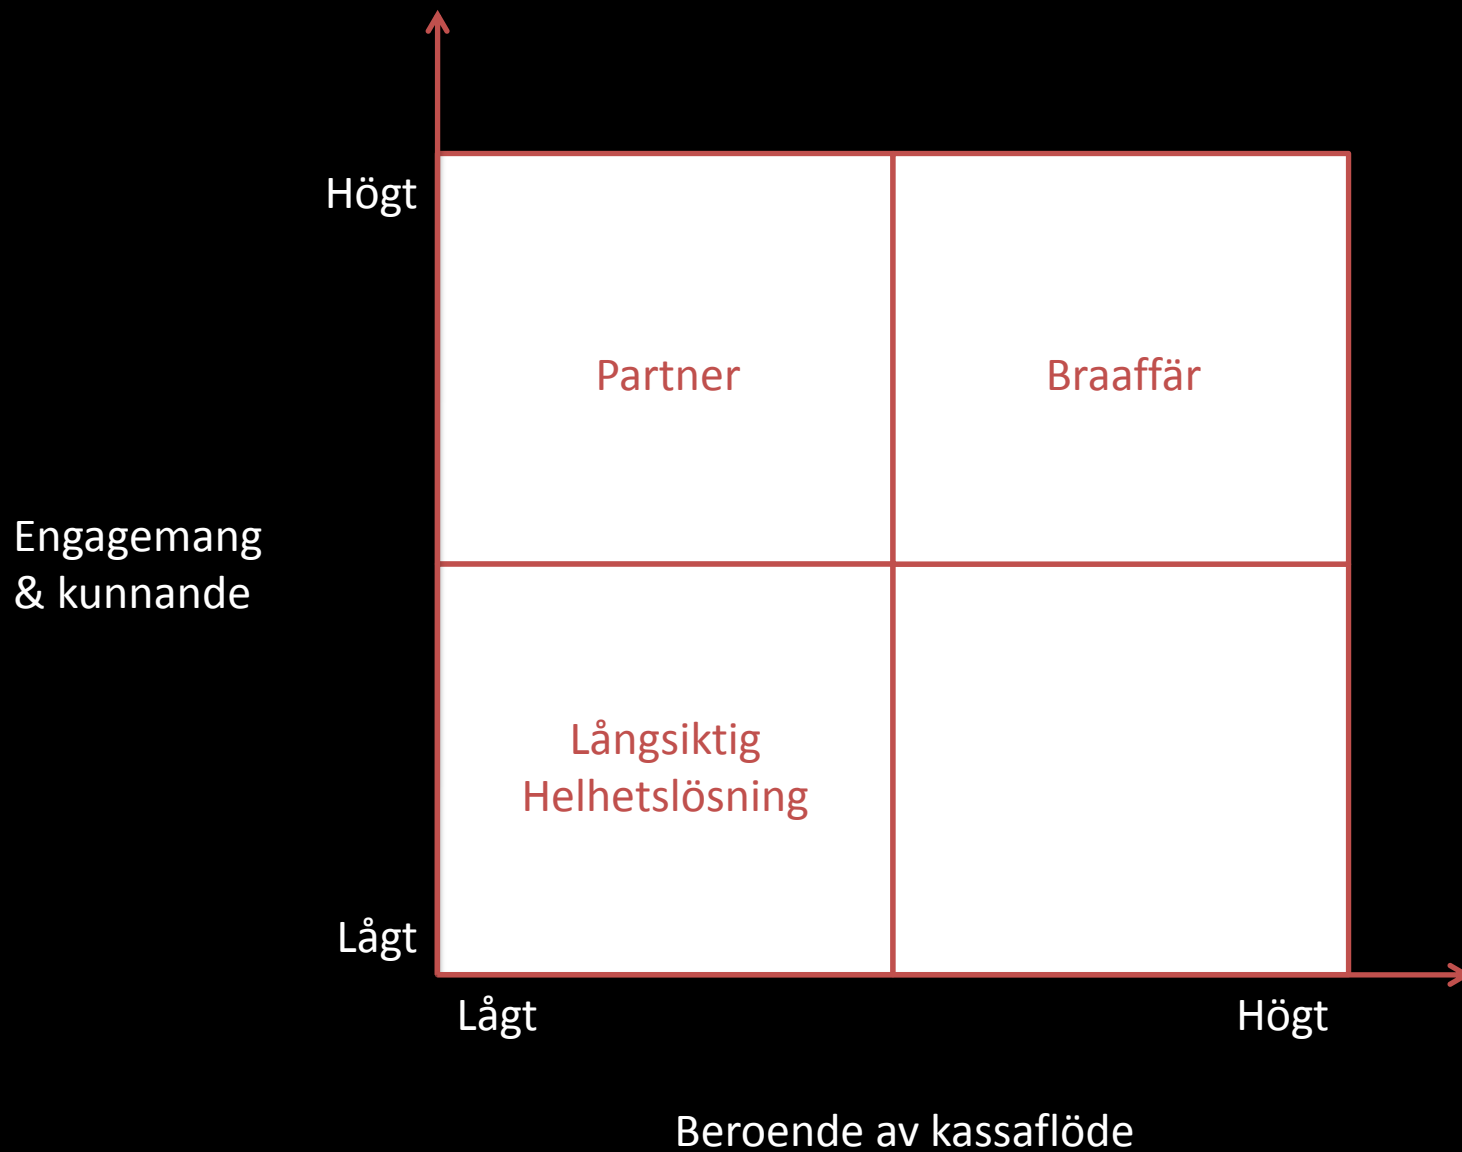 Högt
Partner
Braaffär
Engagemang
& kunnande
Långsiktig
Helhetslösning
Lågt
Lågt
Högt
Beroende av kassaflöde